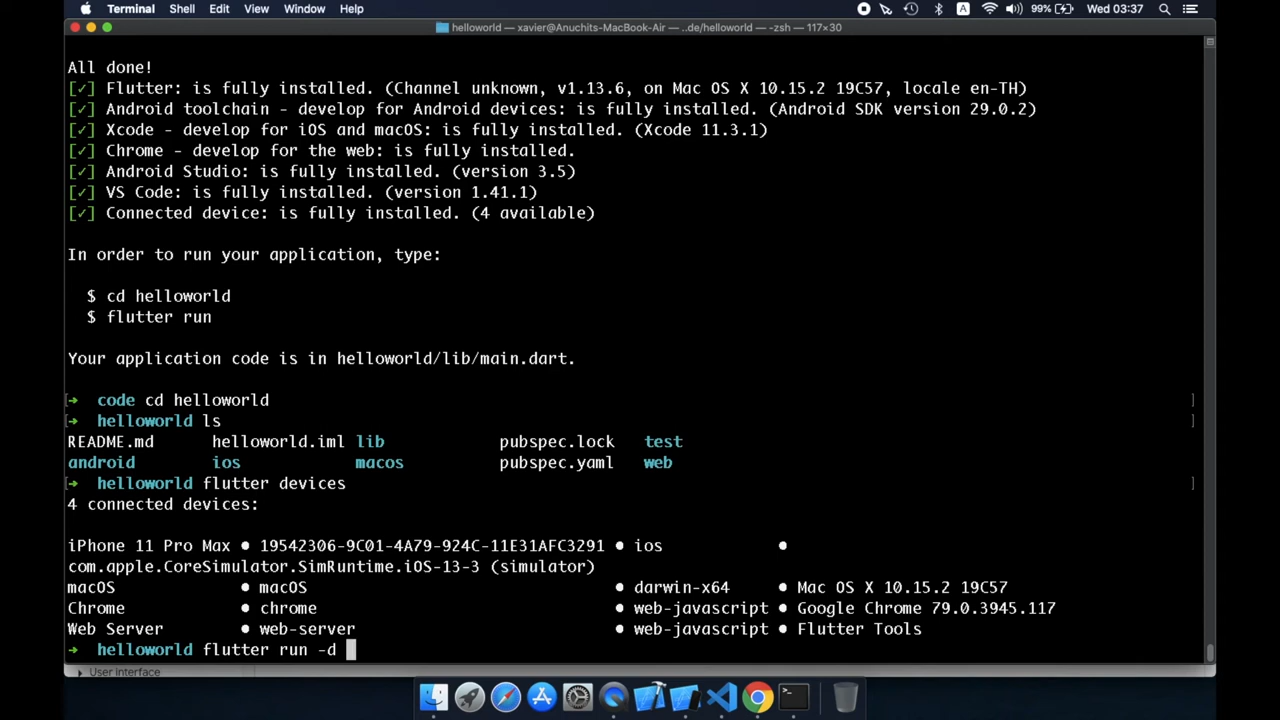 Terminal Shell Edit View Window Help 99% Wed 03:37
helloworld — xavier@Anuchits-MacBook-Air — ..de/helloworld — -zsh — 117×30
All done!
[✓] Flutter: is fully installed. (Channel unknown, v1.13.6, on Mac OS X 10.15.2 19C57, locale en-TH)
[✓] Android toolchain - develop for Android devices: is fully installed. (Android SDK version 29.0.2)
[✓] Xcode - develop for iOS and macOS: is fully installed. (Xcode 11.3.1)
[✓] Chrome - develop for the web: is fully installed.
[✓] Android Studio: is fully installed. (version 3.5)
[✓] VS Code: is fully installed. (version 1.41.1)
[✓] Connected device: is fully installed. (4 available)
In order to run your application, type:
$ cd helloworld
$ flutter run
Your application code is in helloworld/lib/main.dart.
[➜ code cd helloworld ]
[➜ helloworld ls ]
README.md helloworld.iml lib pubspec.lock test
android ios macos pubspec.yaml web
[➜ helloworld flutter devices ]
4 connected devices:
iPhone 11 Pro Max • 19542306-9C01-4A79-924C-11E31AFC3291 • ios •
com.apple.CoreSimulator.SimRuntime.iOS-13-3 (simulator)
macOS • macOS • darwin-x64 • Mac OS X 10.15.2 19C57
Chrome • chrome • web-javascript • Google Chrome 79.0.3945.117
Web Server • web-server • web-javascript • Flutter Tools
➜ helloworld flutter run -d
User interface